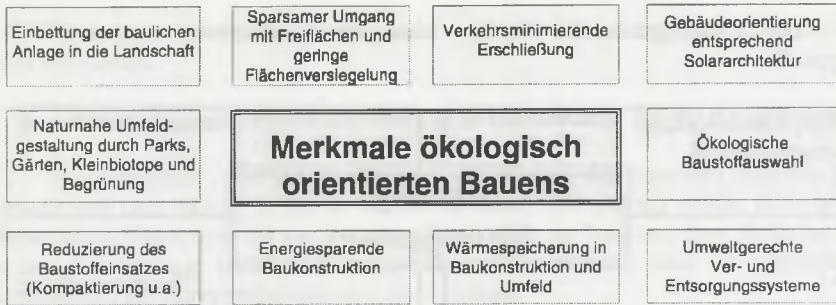 Einbettung der baulichen
Anlage in die Landschaft
Sparsamer Umgang
mit Freiflächen und
geringe
Flächenversiegelung
Verkehrsminimierende
Erschließung
Gebäudeorientierung
entsprechend
Solararchitektur
Naturnahe Umfeld-
gestaltung durch Parks,
Gärten, Kleinbiotope und
Begrünung
Merkmale ökologisch
orientierten Bauens
Ökologische
Baustoffauswahl
Reduzierung des
Baustoffeinsatzes
(Kompaktierung u.a.)
Energiesparende
Baukonstruktion
Wärmespeicherung in
Baukonstruktion und
Umfeld
Umweltgerechte
Ver- und
Entsorgungssysteme